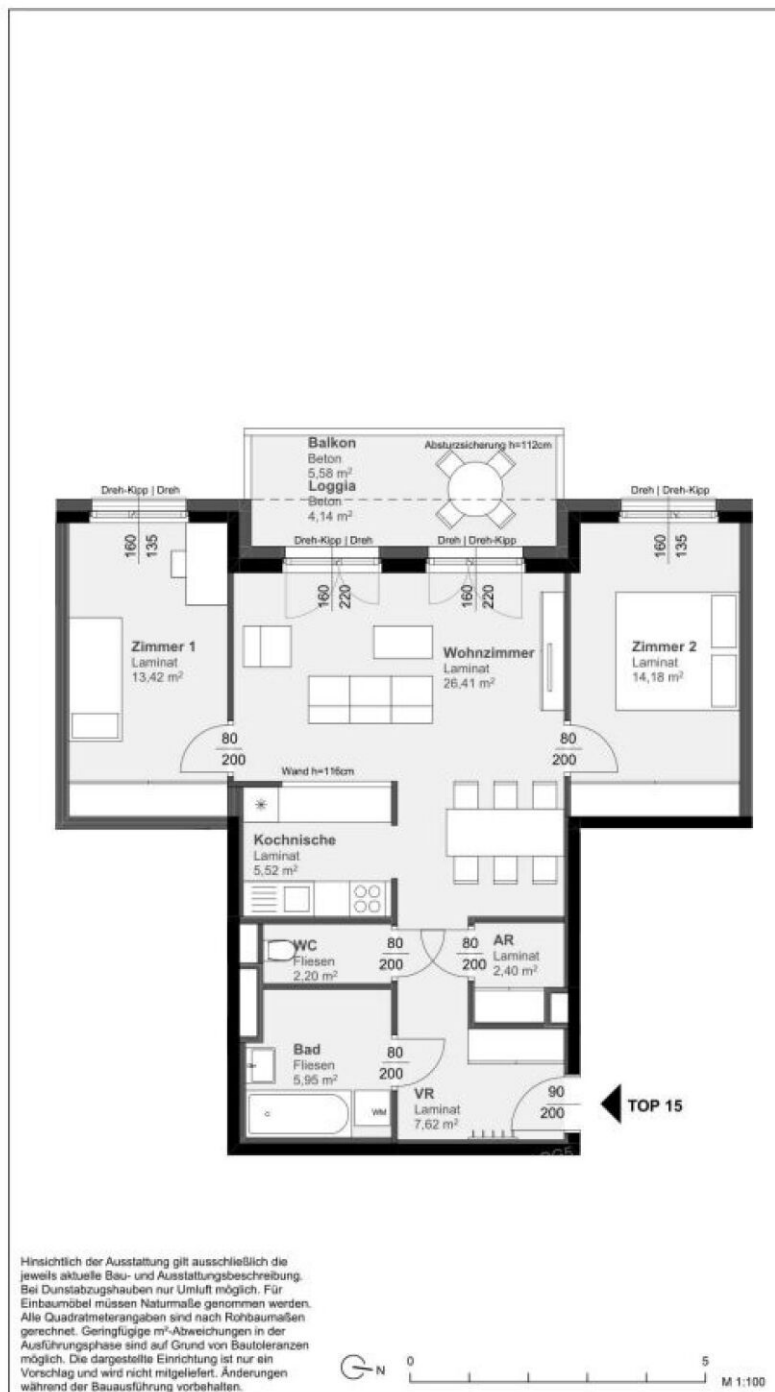 Balkon
Beton
5,58 m²
Absturzsicherung h=112cm
Loggia
Beton
4,14 m²
Dreh-Kipp | Dreh
Dreh | Dreh-Kipp
Dreh-Kipp | Dreh
Dreh | Dreh-Kipp
160
135
160
220
160
220
160
135
Zimmer 1
Laminat
13,42 m²
Wohnzimmer
Laminat
26,41 m²
Zimmer 2
Laminat
14,18 m²
80
200
80
200
Wand h=116cm
Kochnische
Laminat
5,52 m²
WC
Fliesen
2,20 m²
80
200
80
200
AR
Laminat
2,40 m²
Bad
Fliesen
5,95 m²
80
200
WM
VR
Laminat
7,62 m²
90
200
TOP 15
Hinsichtlich der Ausstattung gilt ausschließlich die
jeweils aktuelle Bau- und Ausstattungsbeschreibung.
Bei Dunstabzugshauben nur Umluft möglich. Für
Einbaumöbel müssen Naturmaße genommen werden.
Alle Quadratmeterangaben sind nach Rohbaumaßen
gerechnet. Geringfügige m²-Abweichungen in der
Ausführungsphase sind auf Grund von Bautoleranzen
möglich. Die dargestellte Einrichtung ist nur ein
Vorschlag und wird nicht mitgeliefert. Änderungen
während der Bauausführung vorbehalten.
N
0
5
M 1:100